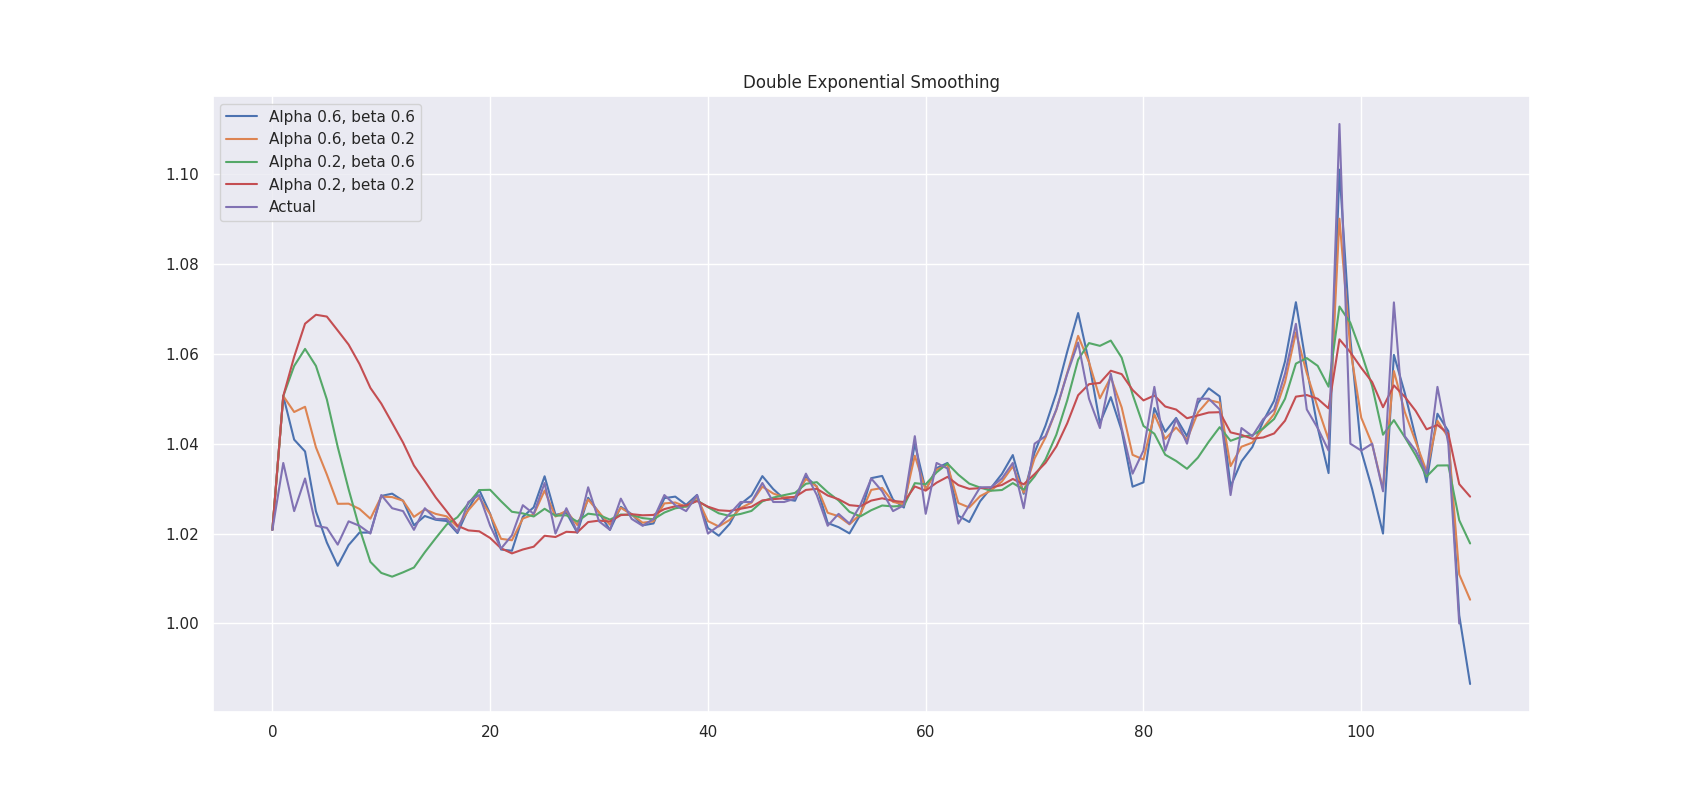 Double Exponential Smoothing
Alpha 0.6, beta 0.6
Alpha 0.6, beta 0.2
Alpha 0.2, beta 0.6
Alpha 0.2, beta 0.2
Actual
1.10
1.08
1.06
1.04
1.02
1.00
0 20 40 60 80 100